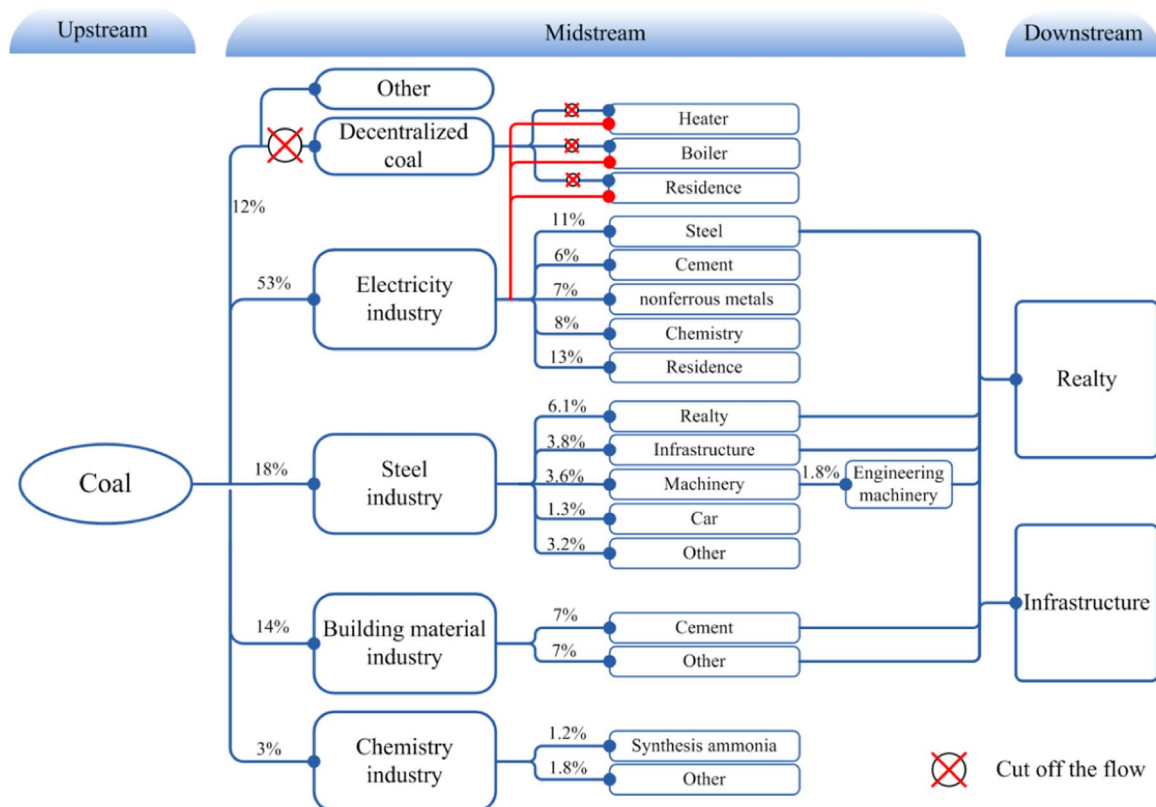 Upstream
Midstream
Downstream
Other
Decentralized
coal
Heater
Boiler
Residence
12%
53%
Electricity
industry
11%
Steel
6%
Cement
7%
nonferrous metals
8%
Chemistry
13%
Residence
Realty
Coal
18%
Steel
industry
6.1%
Realty
3.8%
Infrastructure
3.6%
Machinery
1.8%
Engineering
machinery
1.3%
Car
3.2%
Other
Infrastructure
14%
Building material
industry
7%
Cement
7%
Other
3%
Chemistry
industry
1.2%
Synthesis ammonia
1.8%
Other
Cut off the flow